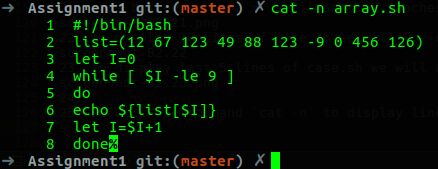 → Assignment1 git:(master) ✗ cat -n array.sh
     1  #!/bin/bash
     2  list=(12 67 123 49 88 123 -9 0 456 126)
     3  let I=0
     4  while [ $I -le 9 ]
     5  do
     6  echo ${list[$I]}
     7  let I=$I+1
     8  done%
→ Assignment1 git:(master) ✗